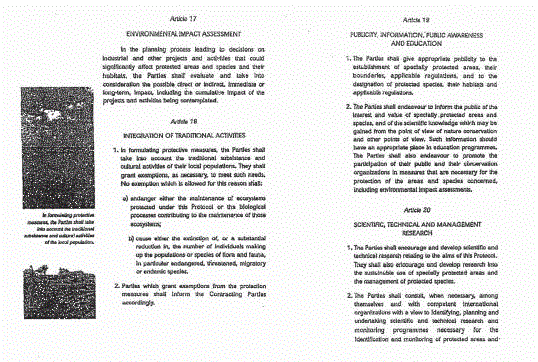 Article 17
ENVIRONMENTAL IMPACT ASSESSMENT
In the planning process leading to decisions on
industrial and other projects and activities that could
significantly affect protected areas and species and their
habitats, the Parties shall evaluate and take into
consideration the possible direct or indirect, immediate or
long-term, impact, including the cumulative impact of the
projects and activities being contemplated.
Article 18
INTEGRATION OF TRADITIONAL ACTIVITIES
1. In formulating protective measures, the Parties shall
take into account the traditional subsistence and
cultural activities of their local populations. They shall
grant exemptions, as necessary, to meet such needs.
No exemption which is allowed for this reason shall:
a) endanger either the maintenance of ecosystems
protected under this Protocol or the biological
processes contributing to the maintenance of those
ecosystems;
b) cause either the extinction of, or a substantial
reduction in, the number of individuals making
up the populations or species of flora and fauna,
in particular endangered, threatened, migratory
or endemic species.
2. Parties which grant exemptions from the protection
measures shall inform the Contracting Parties
accordingly.
In formulating protective
measures, the Parties shall take
into account the traditional
subsistence and cultural activities
of the local population.
Article 19
PUBLICITY, INFORMATION, PUBLIC AWARENESS
AND EDUCATION
1. The Parties shall give appropriate publicity to the
establishment of specially protected areas, their
boundaries, applicable regulations, and to the
designation of protected species, their habitats and
applicable regulations.
2. The Parties shall endeavour to inform the public of the
interest and value of specially protected areas and
species, and of the scientific knowledge which may be
gained from the point of view of nature conservation
and other points of view. Such information should
have an appropriate place in education programmes.
The Parties shall also endeavour to promote the
participation of their public and their conservation
organizations in measures that are necessary for the
protection of the areas and species concerned,
including environmental impact assessments.
Article 20
SCIENTIFIC, TECHNICAL AND MANAGEMENT
RESEARCH
1. The Parties shall encourage and develop scientific and
technical research relating to the aims of this Protocol.
They shall also encourage and develop research into
the sustainable use of specially protected areas and
the management of protected species.
2. The Parties shall consult, when necessary, among
themselves and with competent international
organizations with a view to identifying, planning and
undertaking scientific and technical research and
monitoring programmes necessary for the
identification and monitoring of protected areas and